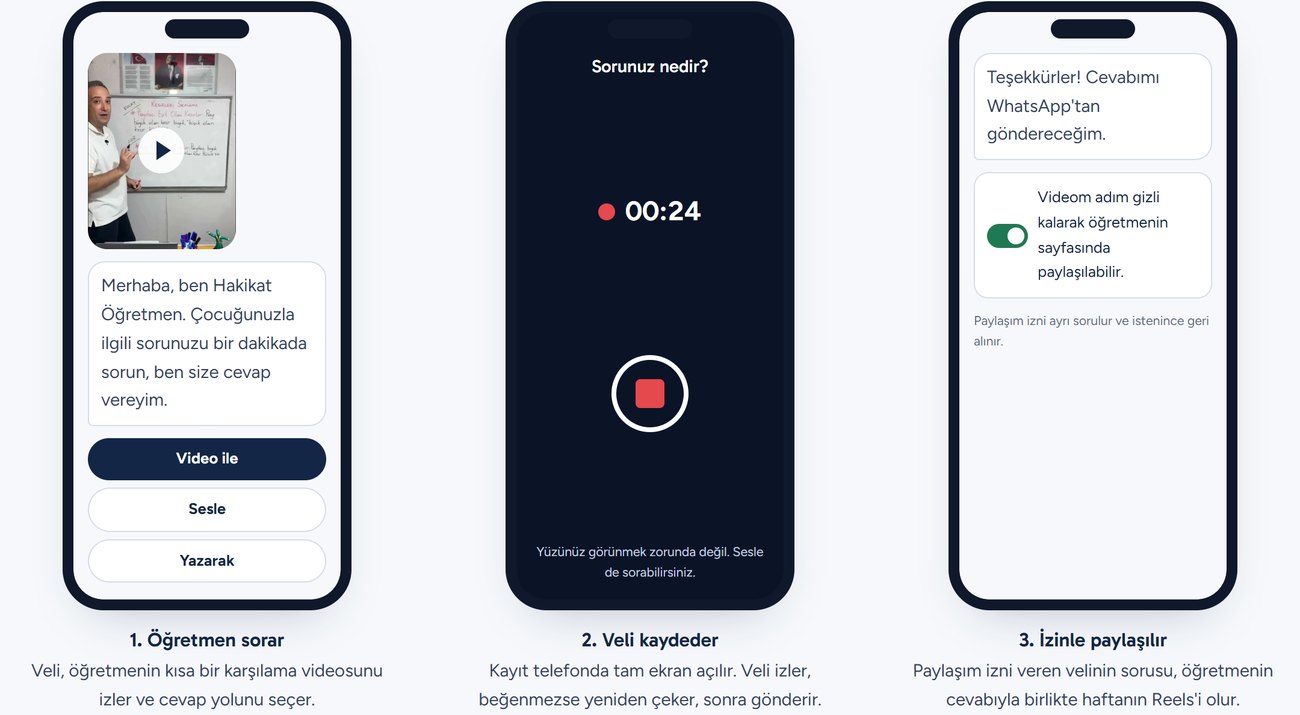 KESİRLERİ SIRALAMA
Merhaba, ben Hakikat
Öğretmen. Çocuğunuzla
ilgili sorunuzu bir dakikada
sorun, ben size cevap
vereyim.
Video ile
Sesle
Yazarak
1. Öğretmen sorar
Veli, öğretmenin kısa bir karşılama videosunu
izler ve cevap yolunu seçer.
Sorunuz nedir?
00:24
Yüzünüz görünmek zorunda değil. Sesle
de sorabilirsiniz.
2. Veli kaydeder
Kayıt telefonda tam ekran açılır. Veli izler,
beğenmezse yeniden çeker, sonra gönderir.
Teşekkürler! Cevabımı
WhatsApp'tan
göndereceğim.
Videom adım gizli
kalarak öğretmenin
sayfasında
paylaşılabilir.
Paylaşım izni ayrı sorulur ve istenince geri
alınır.
3. İzinle paylaşılır
Paylaşım izni veren velinin sorusu, öğretmenin
cevabıyla birlikte haftanın Reels'i olur.